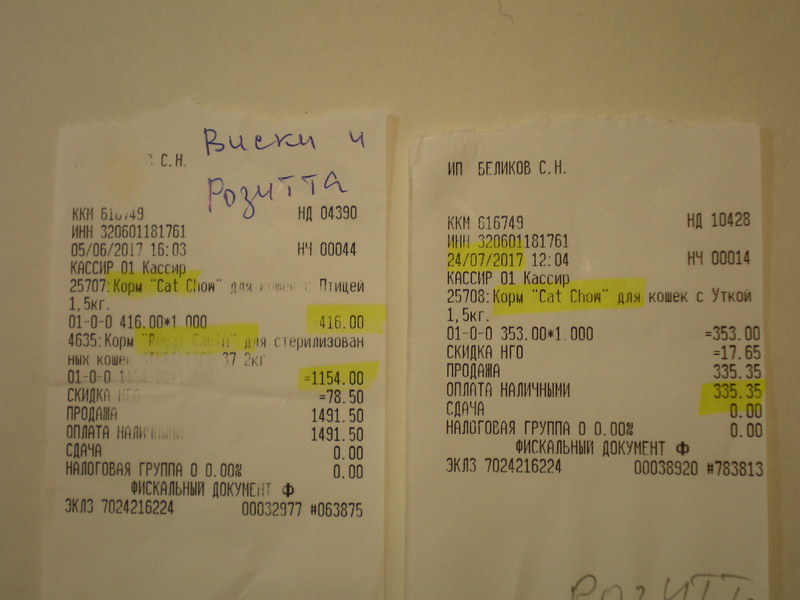 Виски и
Розитта
С.Н.
ККМ 616749 НД 04390
ИНН 320601181761
05/06/2017 16:03 НЧ 00044
КАССИР 01 Кассир
25707:Корм "Cat Chow" для кошек с Птицей
1,5кг.
01-0-0 416.00*1.000 416.00
4635:Корм "Royal Canin" для стерилизован
ных кошек 37 2кг
01-0-0 =1154.00
СКИДКА НГО =78.50
ПРОДАЖА 1491.50
ОПЛАТА НАЛИЧНЫМИ 1491.50
СДАЧА 0.00
НАЛОГОВАЯ ГРУППА 0 0.00% 0.00
ФИСКАЛЬНЫЙ ДОКУМЕНТ Ф
ЭКЛЗ 7024216224 00032977 #063875
ИП БЕЛИКОВ С.Н.
ККМ 616749 НД 10428
ИНН 320601181761
24/07/2017 12:04 НЧ 00014
КАССИР 01 Кассир
25708:Корм "Cat Chow" для кошек с Уткой
1,5кг.
01-0-0 353.00*1.000 =353.00
СКИДКА НГО =17.65
ПРОДАЖА 335.35
ОПЛАТА НАЛИЧНЫМИ 335.35
СДАЧА 0.00
НАЛОГОВАЯ ГРУППА 0 0.00% 0.00
ФИСКАЛЬНЫЙ ДОКУМЕНТ Ф
ЭКЛЗ 7024216224 00038920 #783813